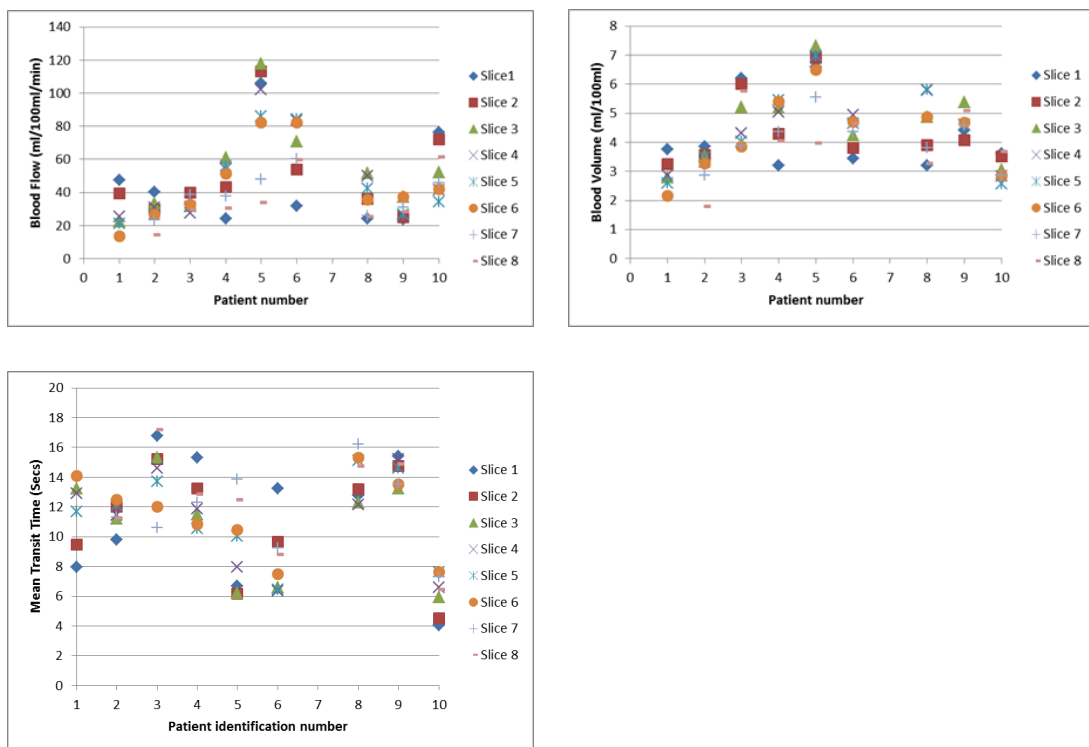 Blood Flow (ml/100ml/min)
140
120
100
80
60
40
20
0
0 1 2 3 4 5 6 7 8 9 10
Patient number
Slice1
Slice 2
Slice 3
Slice 4
Slice 5
Slice 6
Slice 7
Slice 8
Blood Volume (ml/100ml)
8
7
6
5
4
3
2
1
0
0 1 2 3 4 5 6 7 8 9 10
Patient number
Slice 1
Slice 2
Slice 3
Slice 4
Slice 5
Slice 6
Slice 7
Slice 8
Mean Transit Time (Secs)
20
18
16
14
12
10
8
6
4
2
0
1 2 3 4 5 6 7 8 9 10
Patient identification number
Slice 1
Slice 2
Slice 3
Slice 4
Slice 5
Slice 6
Slice 7
Slice 8